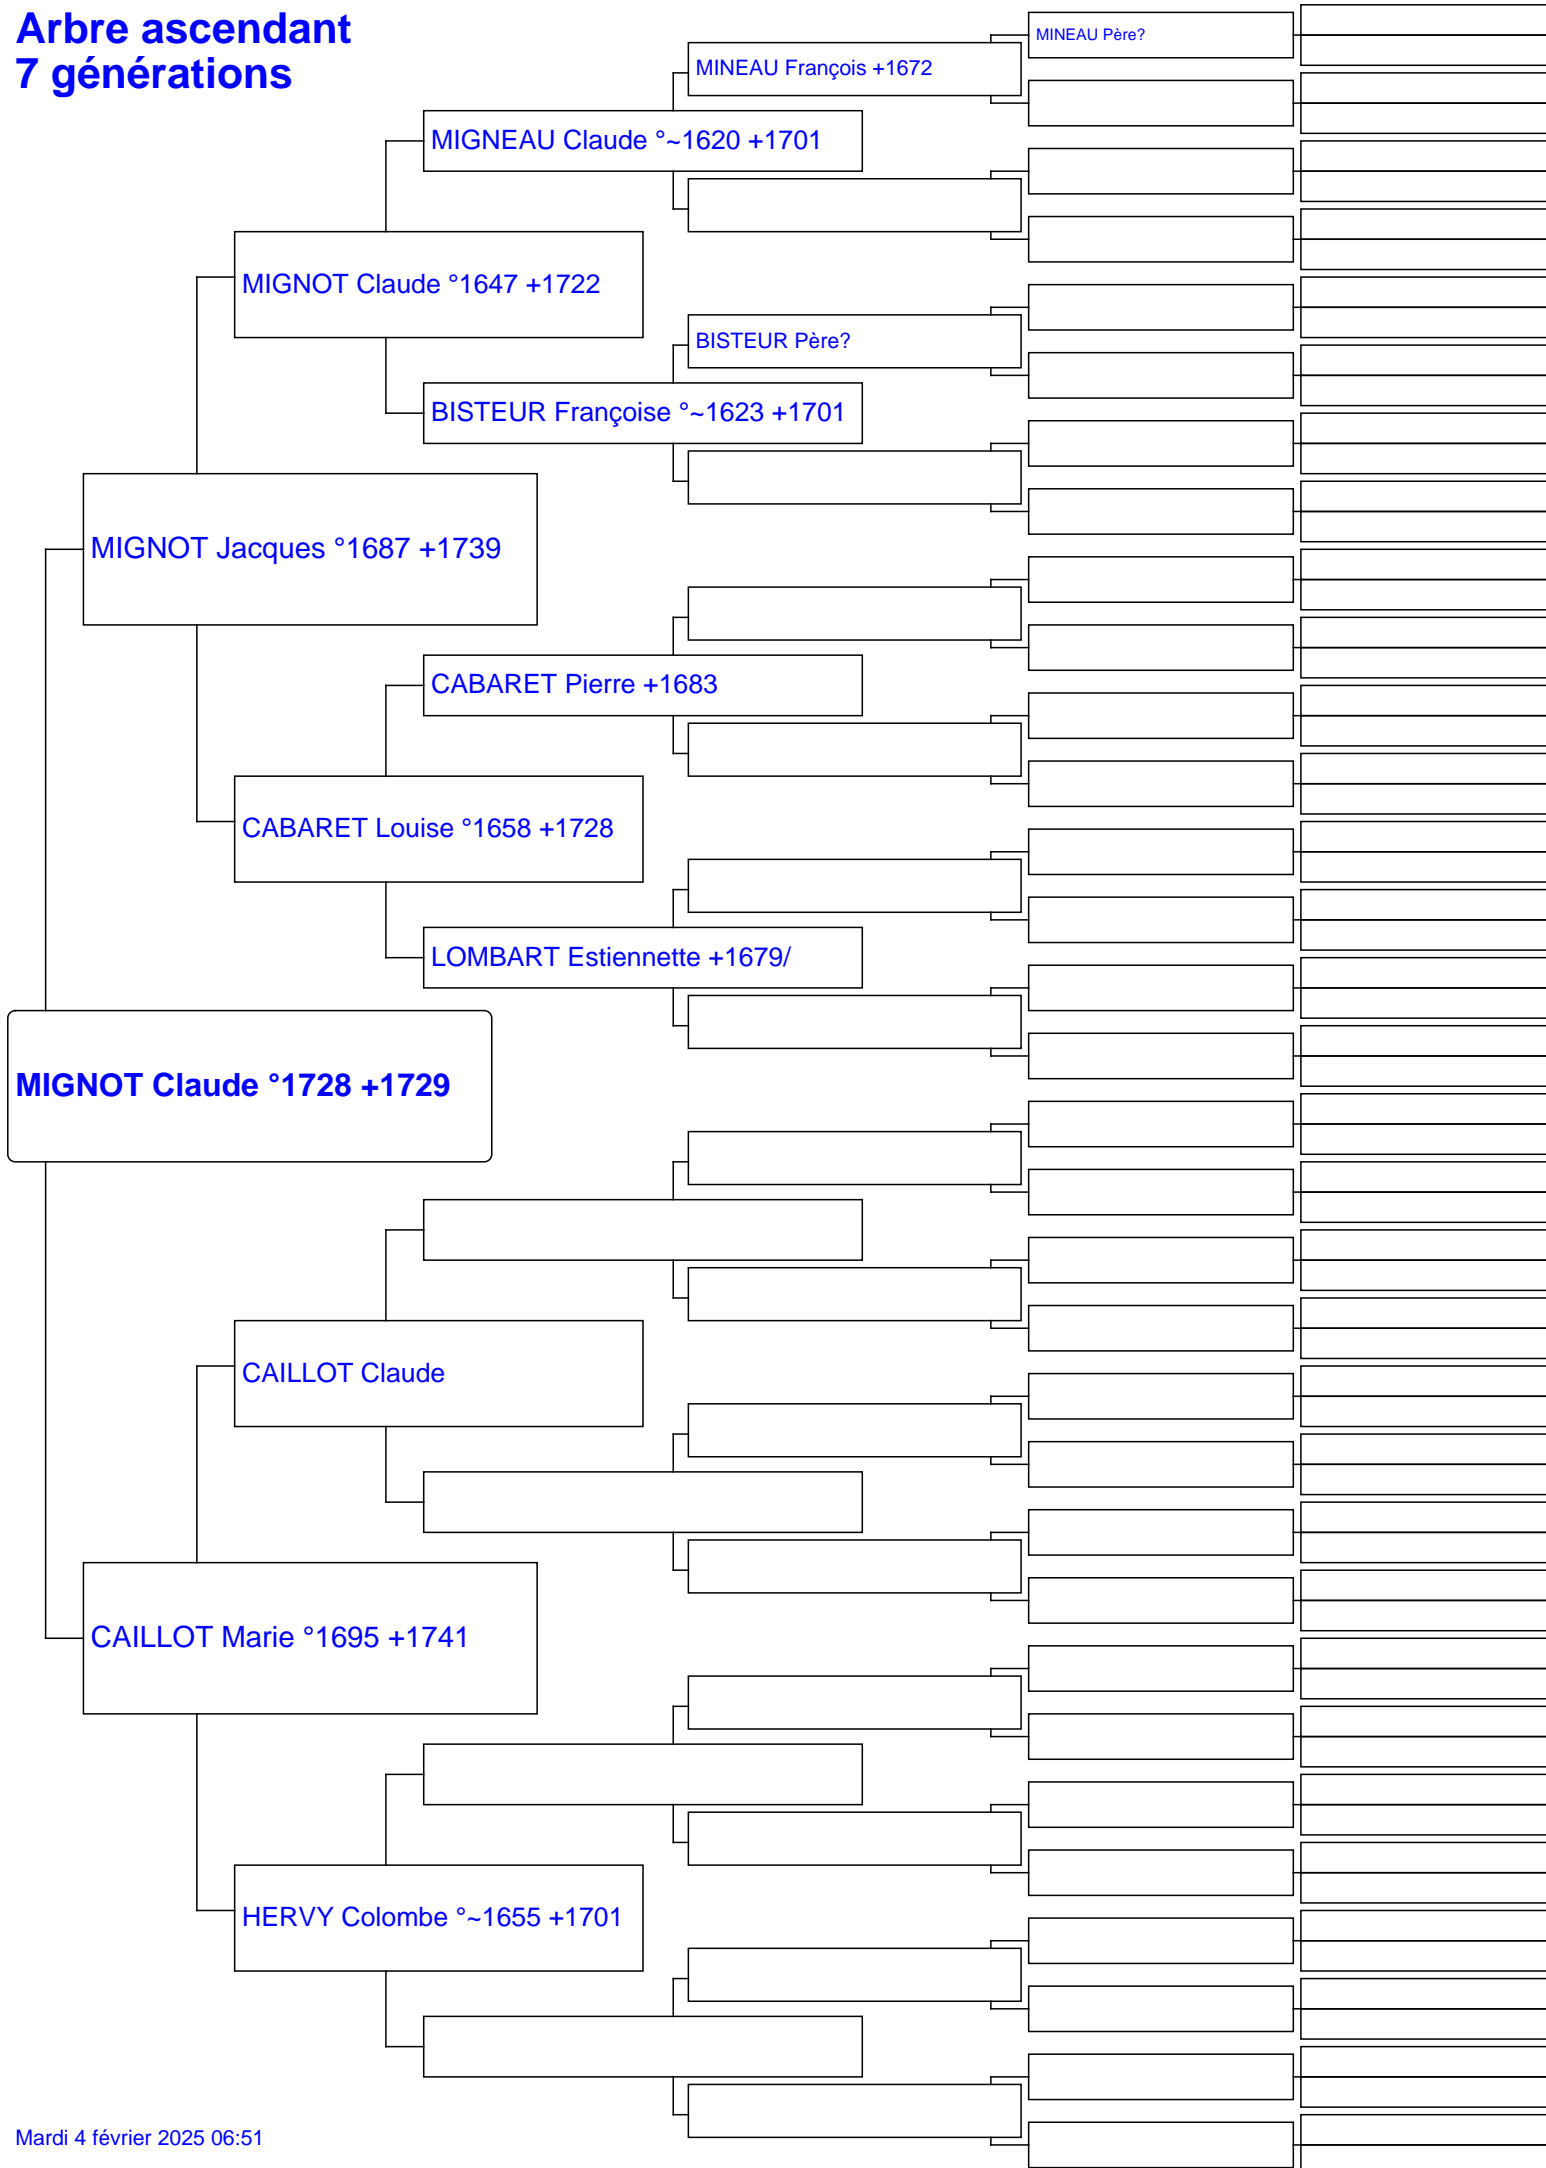 Arbre ascendant
7 générations
MINEAU Père?
MINEAU François +1672
MIGNEAU Claude °~1620 +1701
MIGNOT Claude °1647 +1722
BISTEUR Père?
BISTEUR Françoise °~1623 +1701
MIGNOT Jacques °1687 +1739
CABARET Pierre +1683
CABARET Louise °1658 +1728
LOMBART Estiennette +1679/
MIGNOT Claude °1728 +1729
CAILLOT Claude
CAILLOT Marie °1695 +1741
HERVY Colombe °~1655 +1701
Mardi 4 février 2025 06:51